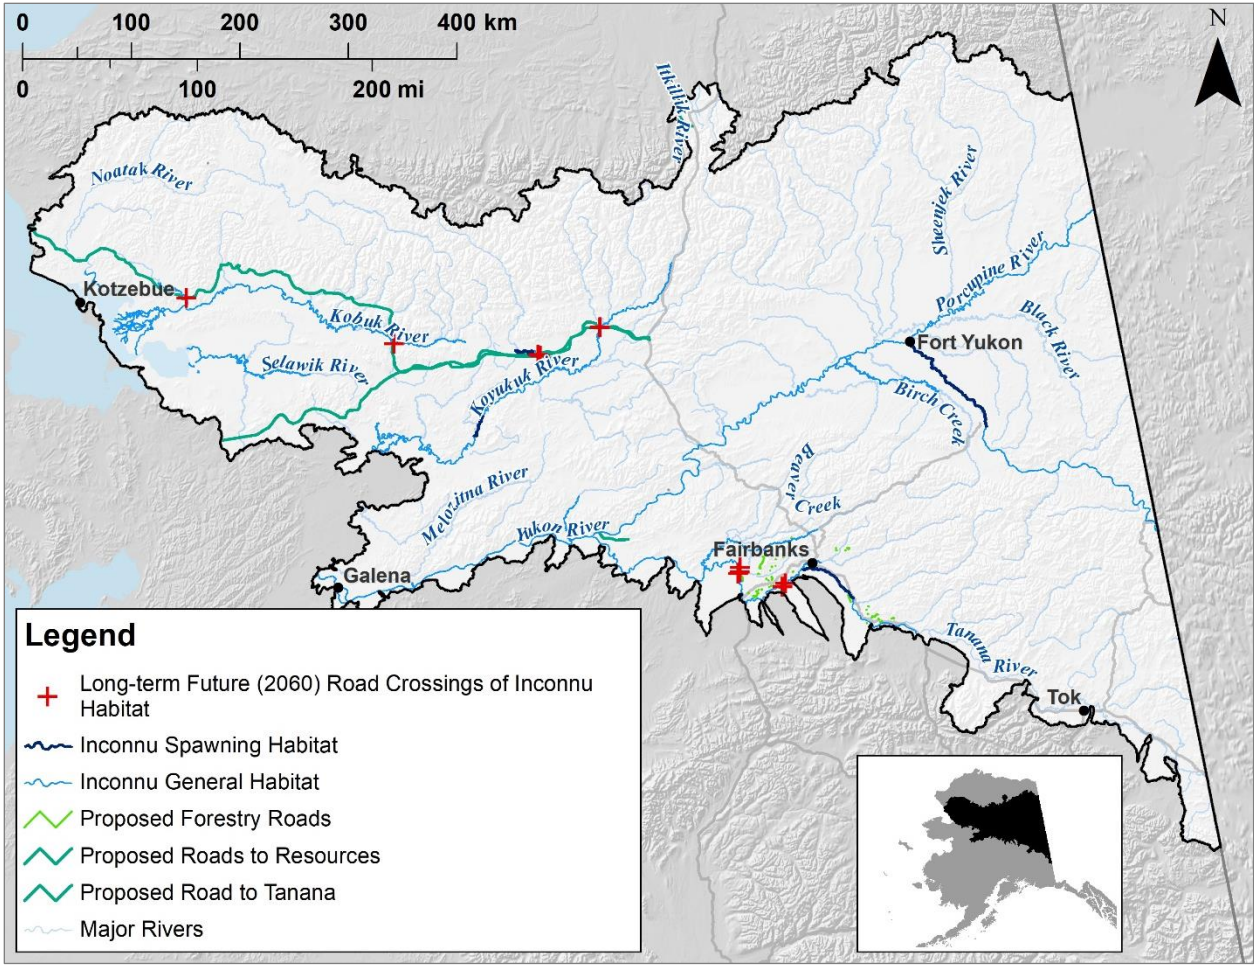 0 100 200 300 400 km
0 100 200 mi
N
Itkillik River
Noatak River
Sheenjek River
Porcupine River
Kotzebue
Black River
Kobuk River
Fort Yukon
Selawik River
Koyukuk River
Birch Creek
Beaver
Creek
Melozitna River
Yukon River
Fairbanks
Galena
Tanana
River
Tok
Legend
Long-term Future (2060) Road Crossings of Inconnu
Habitat
Inconnu Spawning Habitat
Inconnu General Habitat
Proposed Forestry Roads
Proposed Roads to Resources
Proposed Road to Tanana
Major Rivers